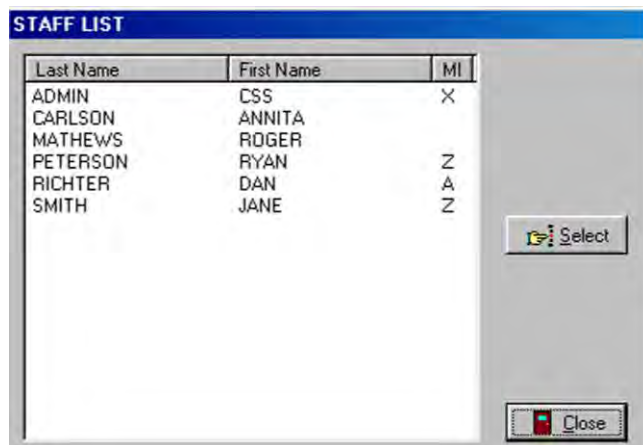 STAFF LIST
Last Name First Name MI
ADMIN CSS X
CARLSON ANNITA
MATHEWS ROGER
PETERSON RYAN Z
RICHTER DAN A
SMITH JANE Z
Select
Close